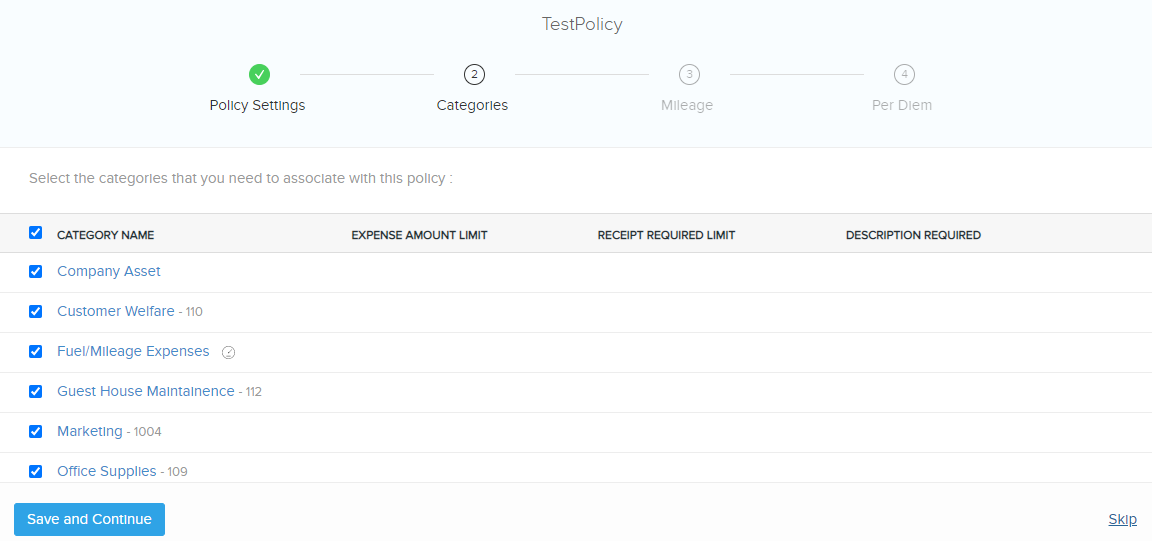 TestPolicy
2 3 4
Policy Settings Categories Mileage Per Diem
Select the categories that you need to associate with this policy :
CATEGORY NAME EXPENSE AMOUNT LIMIT RECEIPT REQUIRED LIMIT DESCRIPTION REQUIRED
Company Asset
Customer Welfare - 110
Fuel/Mileage Expenses
Guest House Maintainence - 112
Marketing - 1004
Office Supplies - 109
Save and Continue Skip